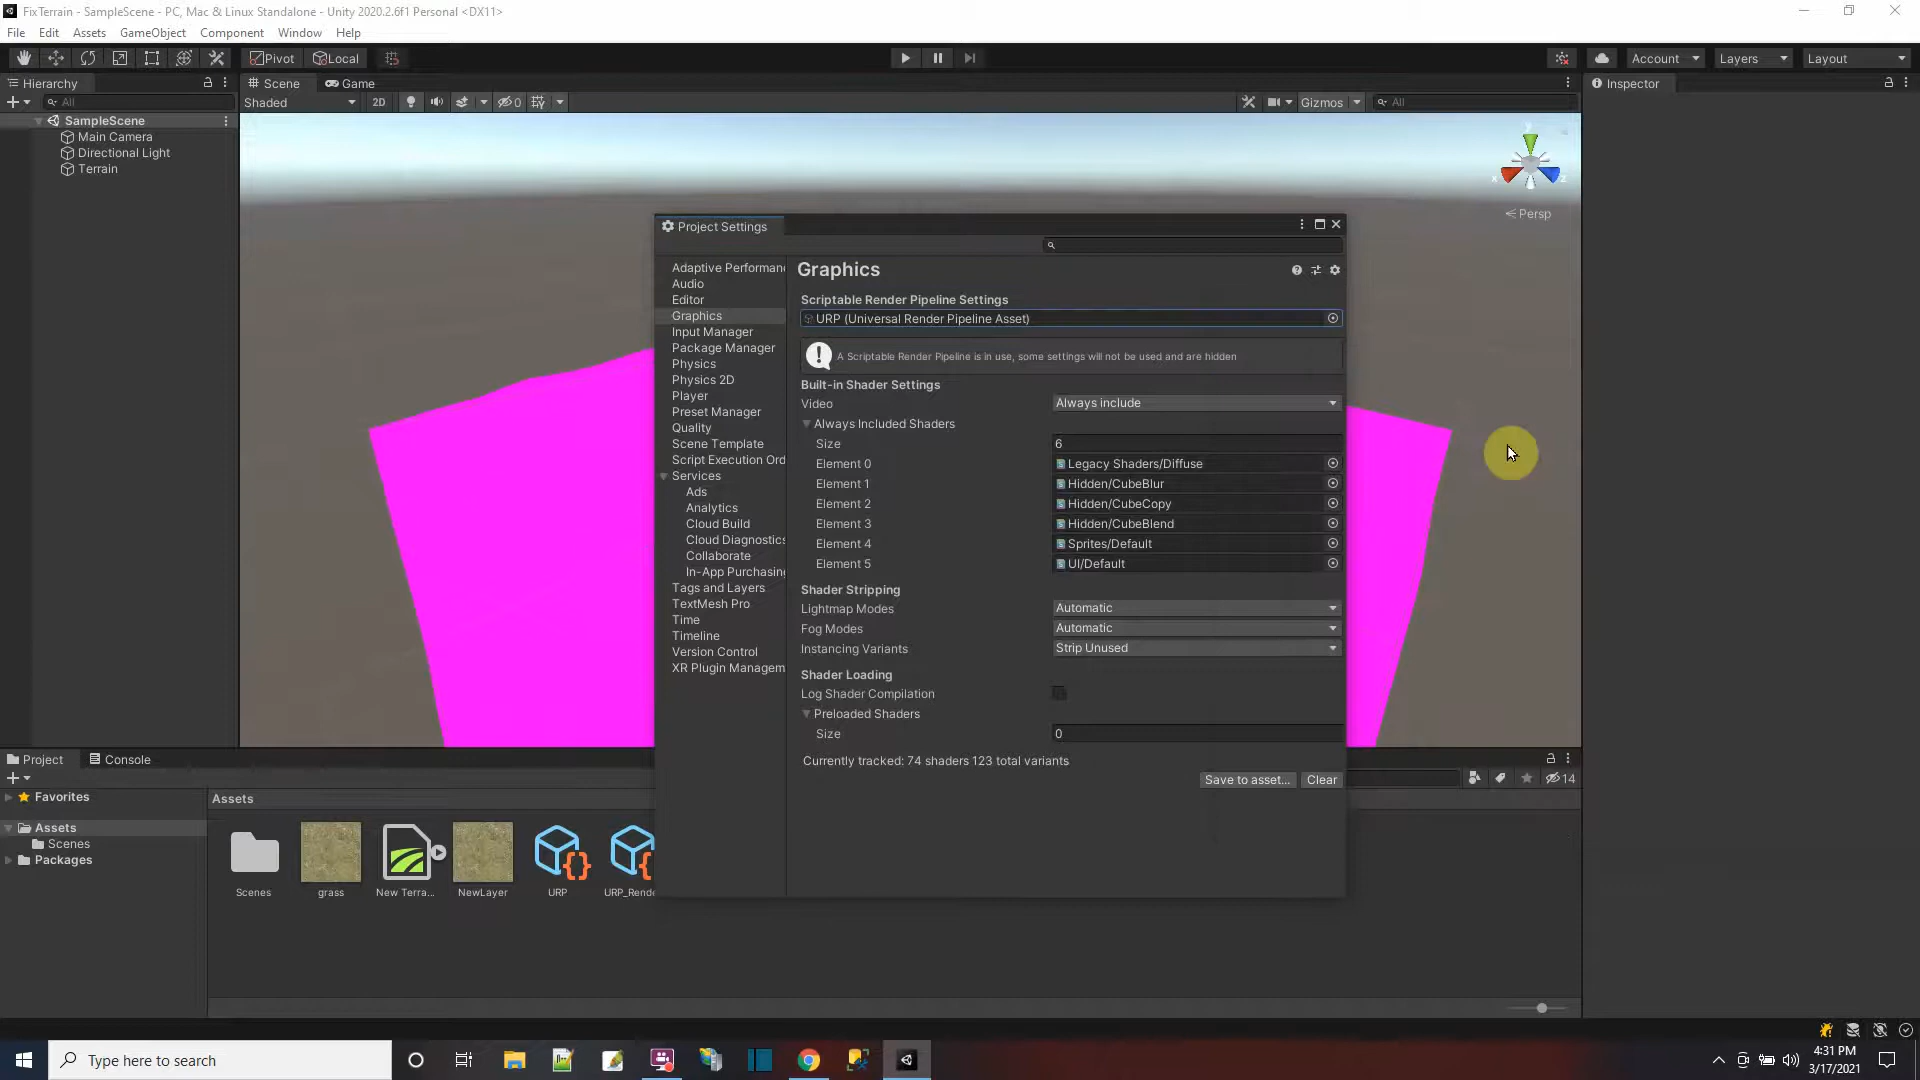 FixTerrain - SampleScene - PC, Mac & Linux Standalone - Unity 2020.2.6f1 Personal <DX11>
File Edit Assets GameObject Component Window Help
Pivot Local Account Layers Layout
Hierarchy Scene Game Inspector
All Shaded 2D 0 Gizmos All
SampleScene
Main Camera
Directional Light
Terrain
Persp
Project Settings
Adaptive Performan
Audio
Editor
Graphics
Input Manager
Package Manager
Physics
Physics 2D
Player
Preset Manager
Quality
Scene Template
Script Execution Ord
Services
Ads
Analytics
Cloud Build
Cloud Diagnostics
Collaborate
In-App Purchasing
Tags and Layers
TextMesh Pro
Time
Timeline
Version Control
XR Plugin Managem
Graphics
Scriptable Render Pipeline Settings
URP (Universal Render Pipeline Asset)
A Scriptable Render Pipeline is in use, some settings will not be used and are hidden
Built-in Shader Settings
Video Always include
Always Included Shaders
Size 6
Element 0 Legacy Shaders/Diffuse
Element 1 Hidden/CubeBlur
Element 2 Hidden/CubeCopy
Element 3 Hidden/CubeBlend
Element 4 Sprites/Default
Element 5 UI/Default
Shader Stripping
Lightmap Modes Automatic
Fog Modes Automatic
Instancing Variants Strip Unused
Shader Loading
Log Shader Compilation
Preloaded Shaders
Size 0
Currently tracked: 74 shaders 123 total variants
Save to asset... Clear
Project Console
14
Favorites
Assets
Scenes
Packages
Assets
Scenes grass New Terra... NewLayer URP URP_Rende
Type here to search
4:31 PM
3/17/2021